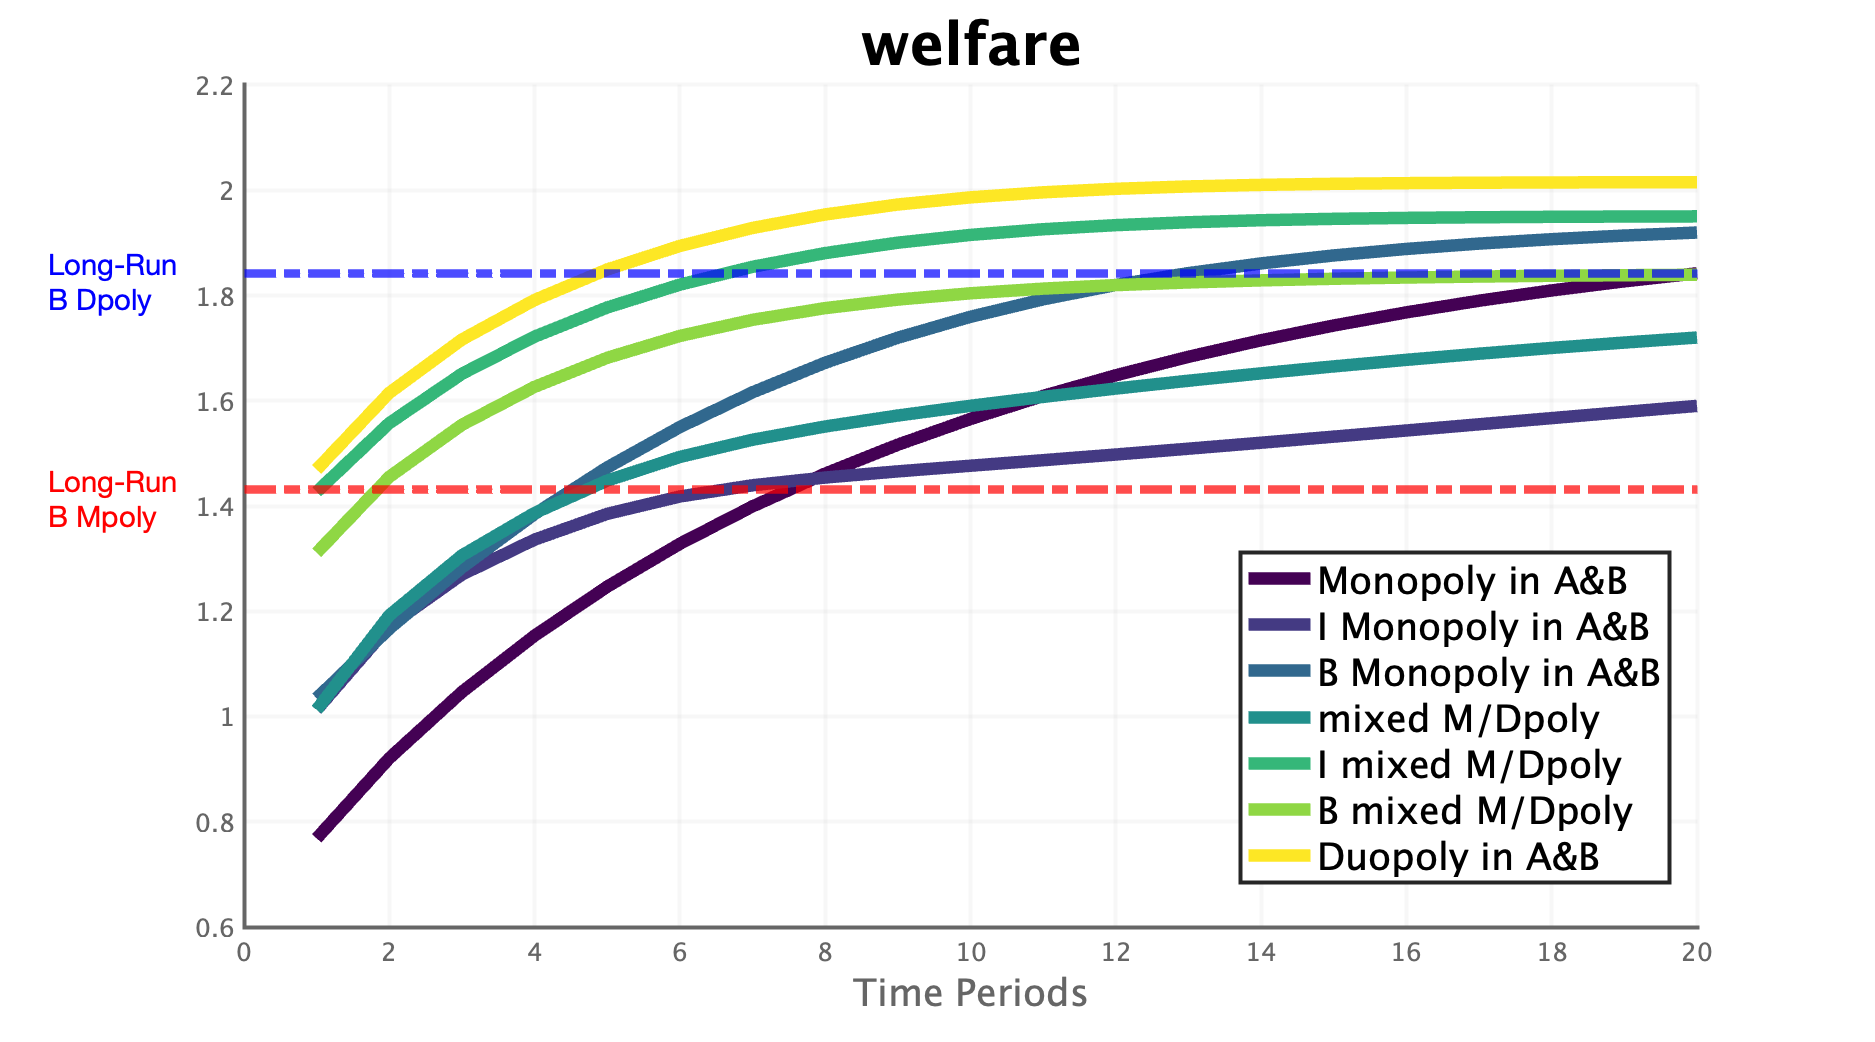 welfare
2.2
2
1.8
1.6
1.4
1.2
1
0.8
0.6
Long-Run
B Dpoly
Long-Run
B Mpoly
Monopoly in A&B
I Monopoly in A&B
B Monopoly in A&B
mixed M/Dpoly
I mixed M/Dpoly
B mixed M/Dpoly
Duopoly in A&B
0 2 4 6 8 10 12 14 16 18 20
Time Periods